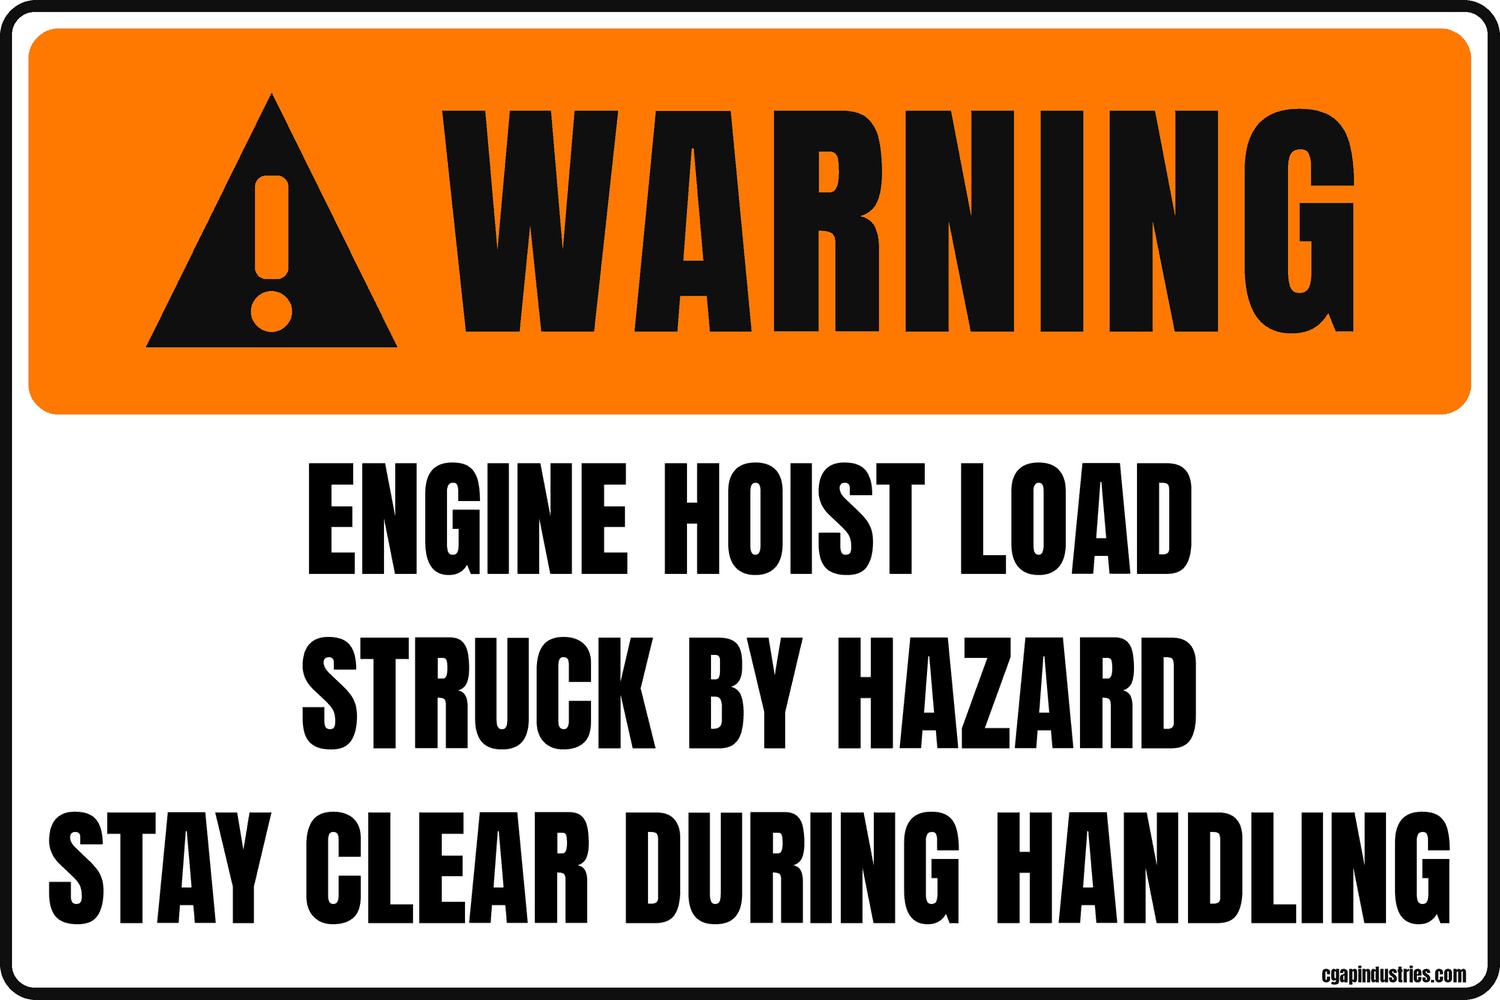 WARNING
ENGINE HOIST LOAD
STRUCK BY HAZARD
STAY CLEAR DURING HANDLING
cgapindustries.com